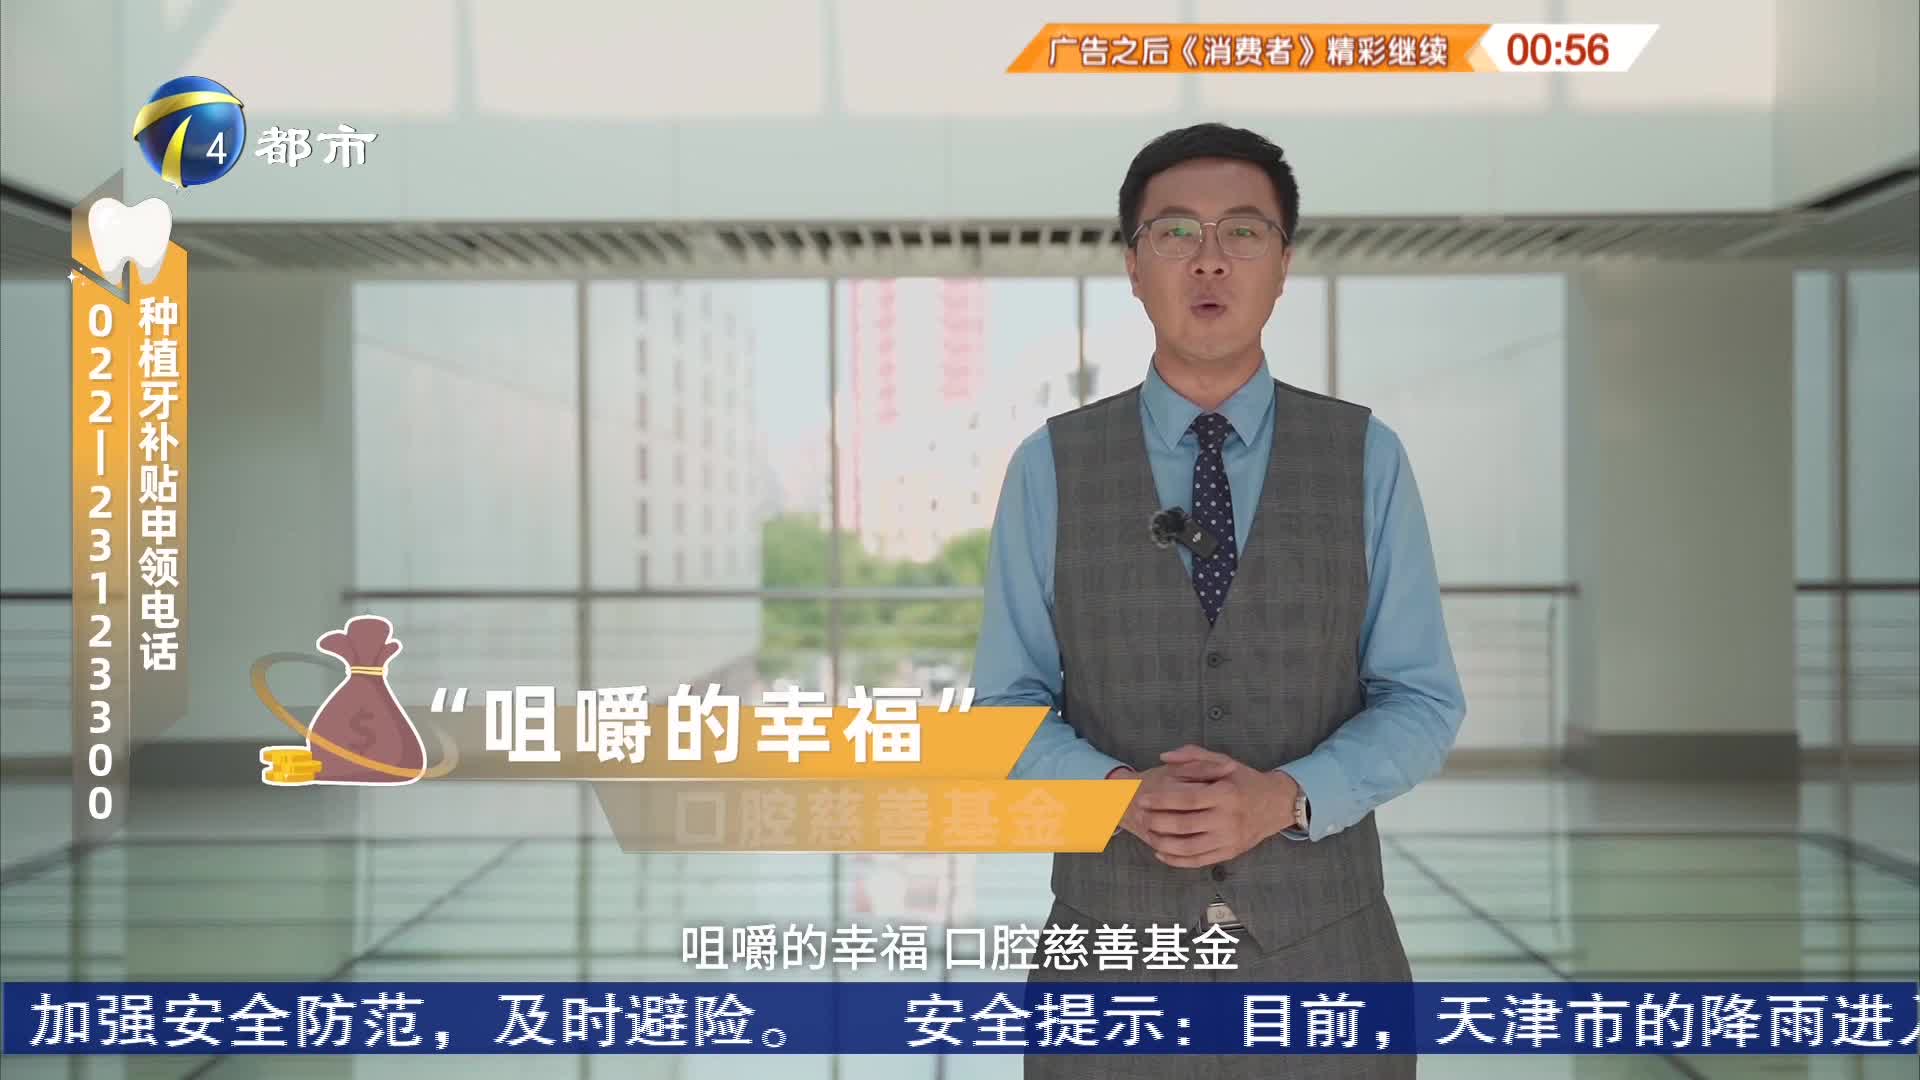 广告之后《消费者》精彩继续 00:56
4 都市
种植牙补贴申领电话
022—23123300
“咀嚼的幸福”
口腔慈善基金
咀嚼的幸福 口腔慈善基金
加强安全防范，及时避险。 安全提示：目前，天津市的降雨进